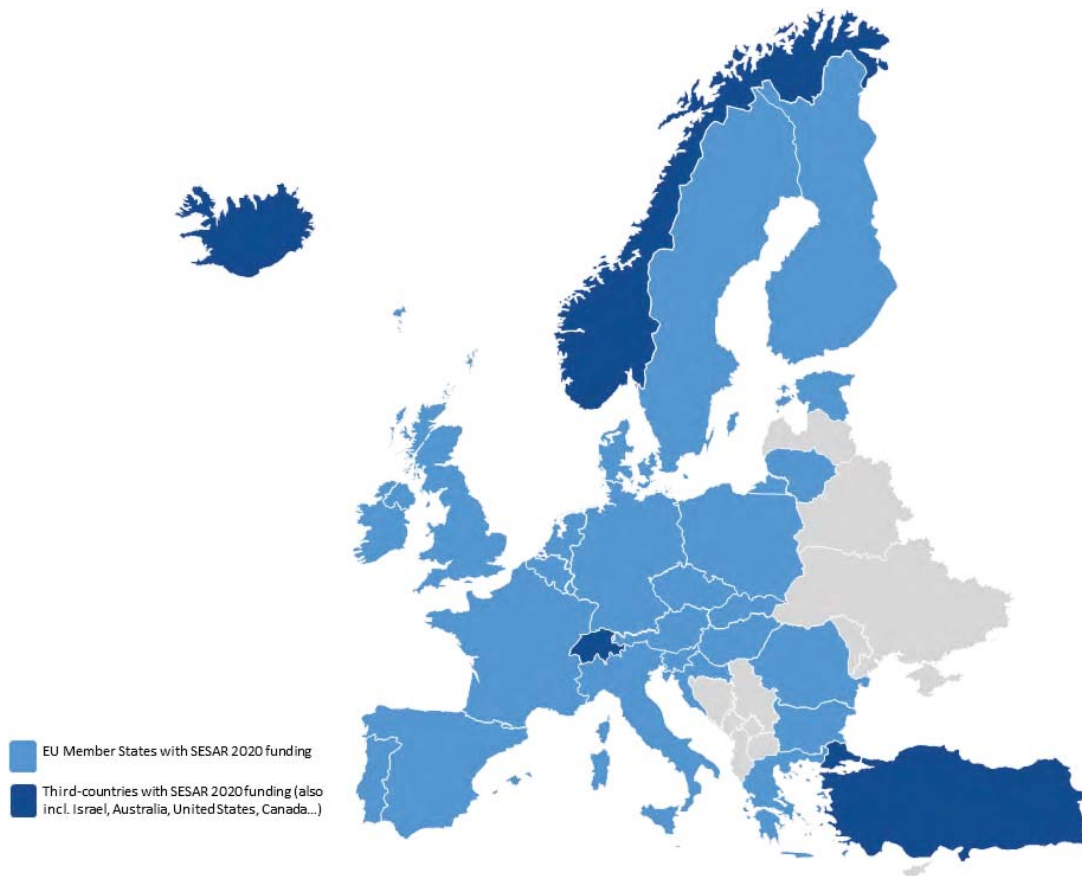 EU Member States with SESAR 2020 funding
Third-countries with SESAR 2020 funding (also
incl. Israel, Australia, United States, Canada...)